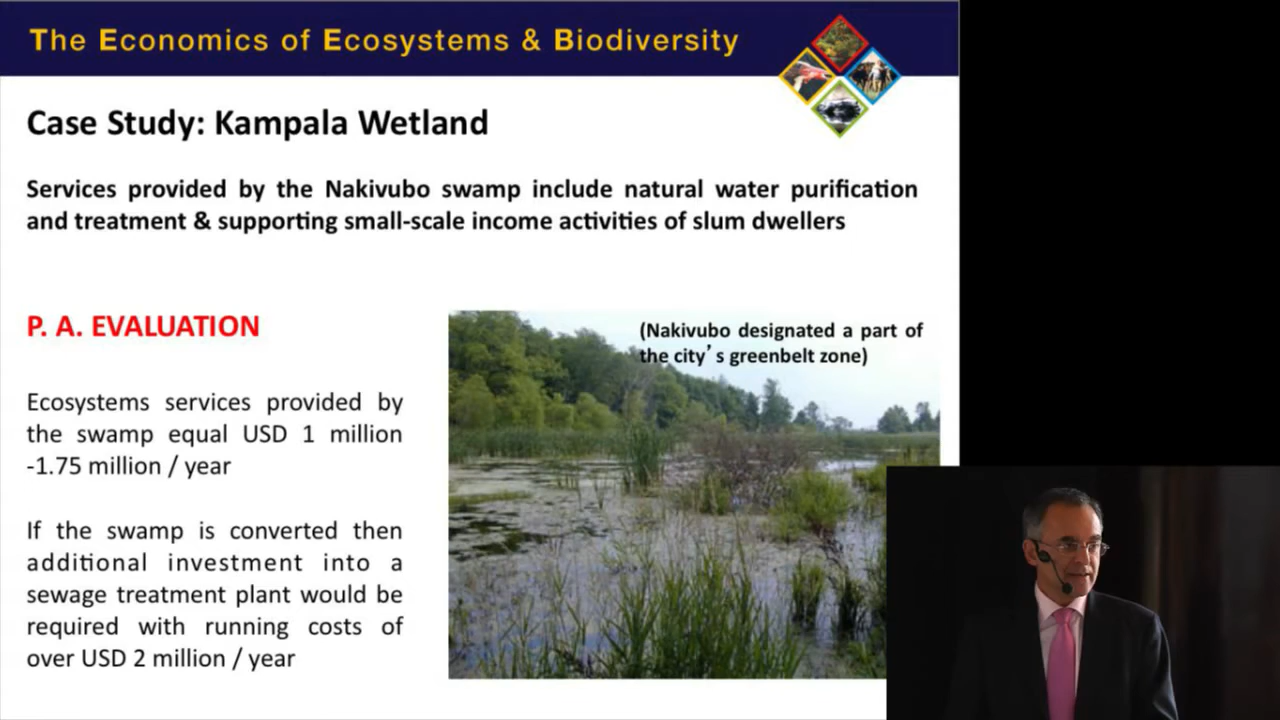 The Economics of Ecosystems & Biodiversity
Case Study: Kampala Wetland
Services provided by the Nakivubo swamp include natural water purification
and treatment & supporting small-scale income activities of slum dwellers
P. A. EVALUATION
(Nakivubo designated a part of
the city's greenbelt zone)
Ecosystems services provided by
the swamp equal USD 1 million
-1.75 million / year
If the swamp is converted then
additional investment into a
sewage treatment plant would be
required with running costs of
over USD 2 million / year